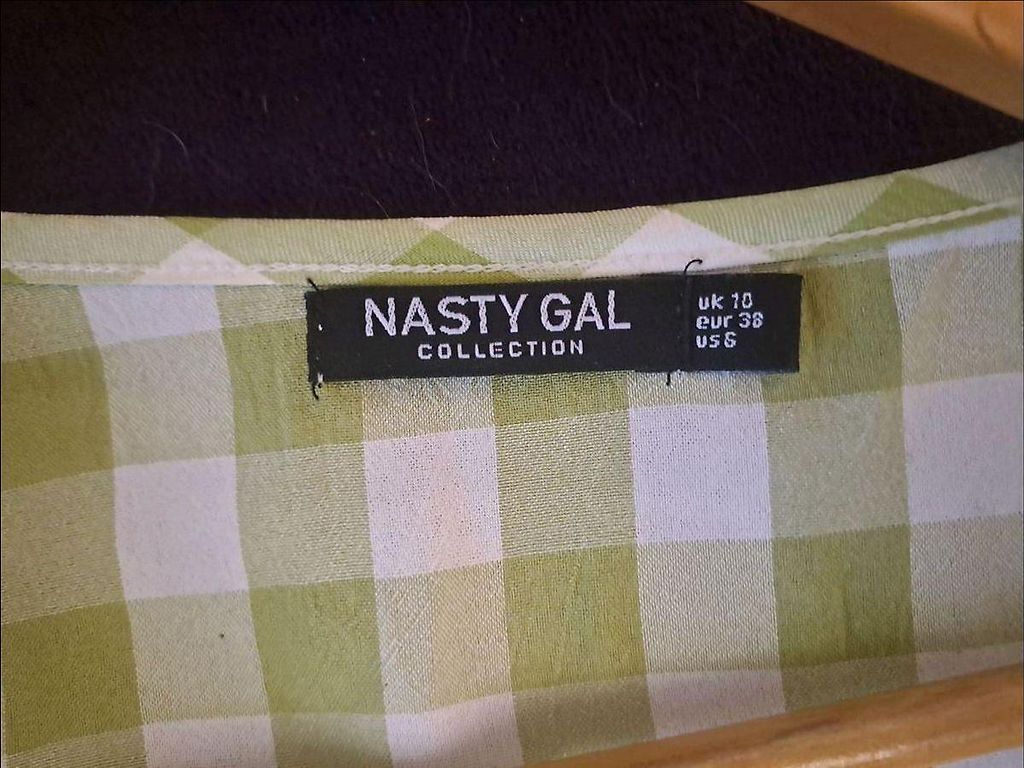 NASTY GAL
COLLECTION
uk 10
eur 38
us 6